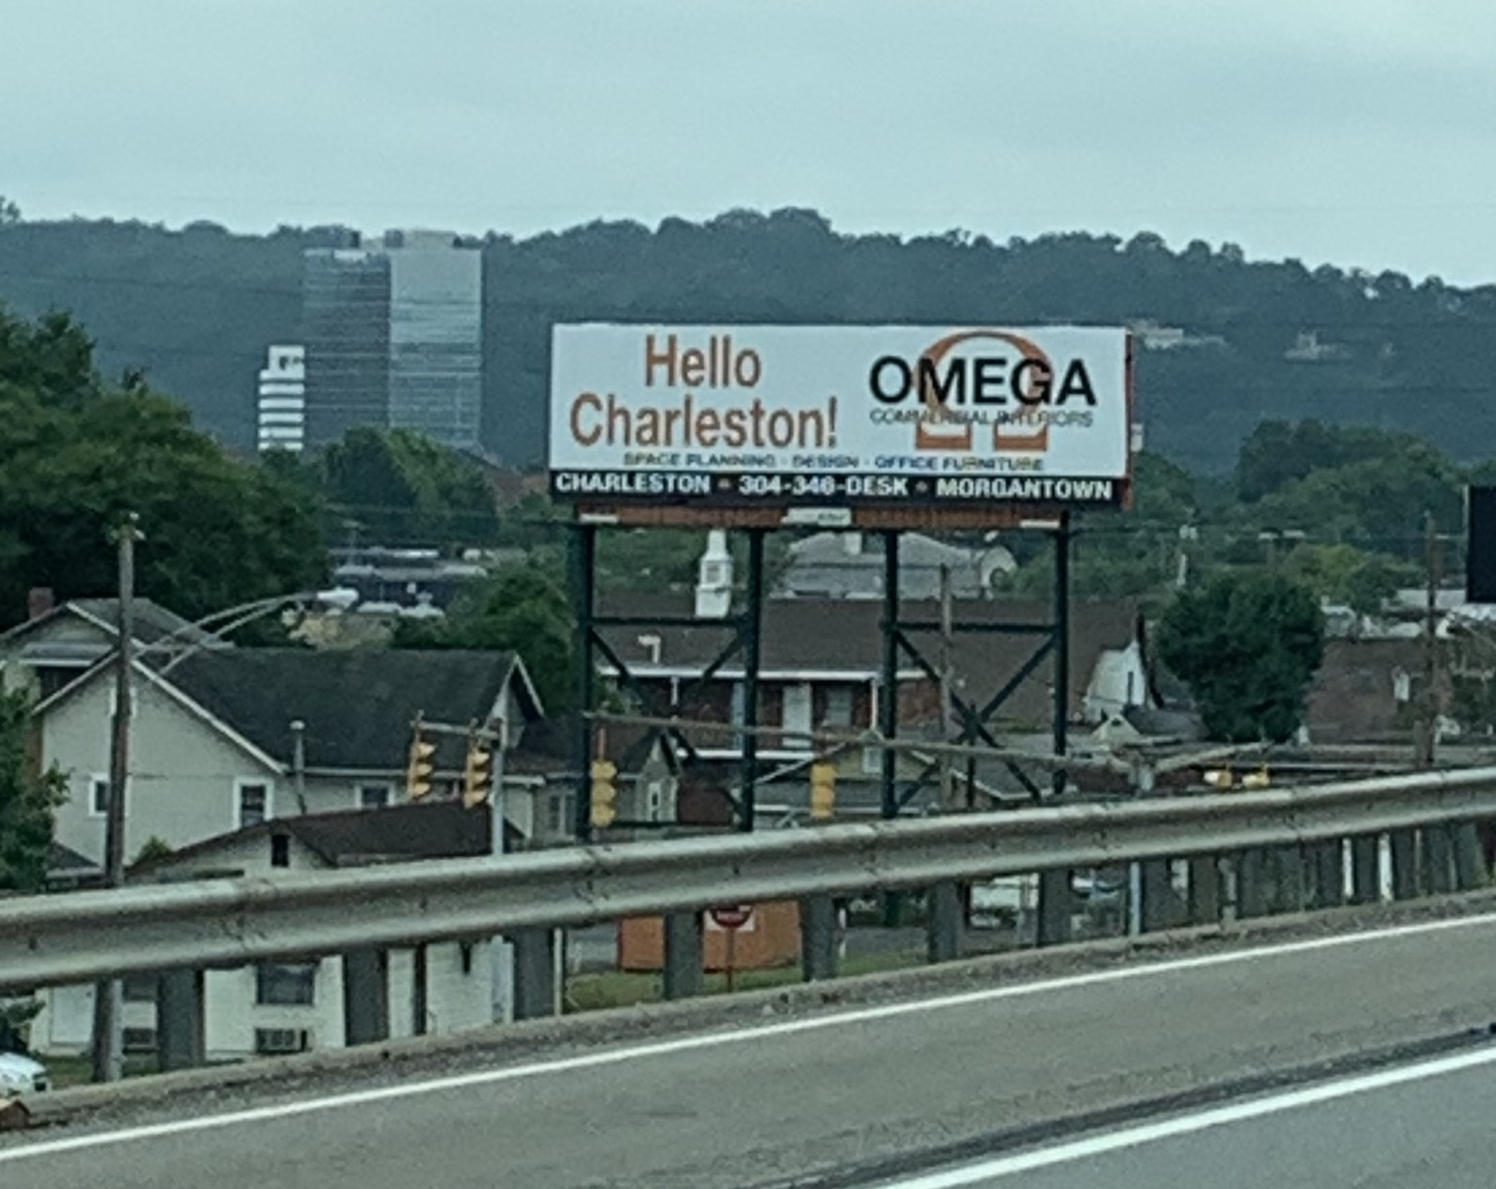 Hello
Charleston!
OMEGA
COMMERCIAL INTERIORS
SPACE PLANNING · DESIGN · OFFICE FURNITURE
CHARLESTON • 304-346-DESK • MORGANTOWN